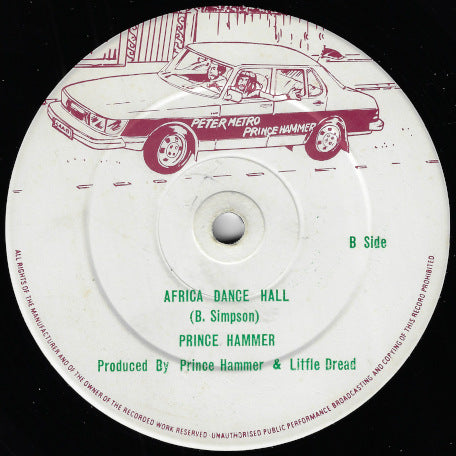 PETER METRO
PRINCE HAMMER
B Side
AFRICA DANCE HALL
(B. Simpson)
PRINCE HAMMER
Produced By Prince Hammer & Little Dread
ALL RIGHTS OF THE MANUFACTURER AND OF THE OWNER OF THE RECORDED WORK RESERVED · UNAUTHORISED PUBLIC PERFORMANCE BROADCASTING AND COPYING OF THIS RECORD PROHIBITED